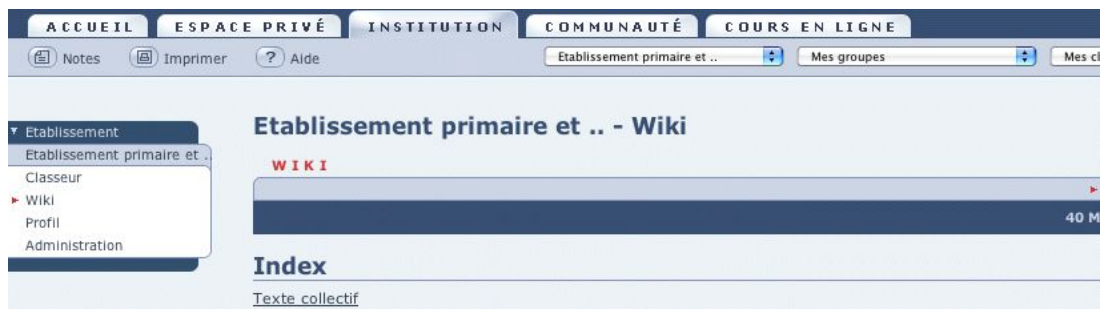 ACCUEIL ESPACE PRIVÉ INSTITUTION COMMUNAUTÉ COURS EN LIGNE
Notes Imprimer ? Aide Etablissement primaire et .. Mes groupes Mes
Etablissement
Etablissement primaire et ..
Classeur
Wiki
Profil
Administration
Etablissement primaire et .. - Wiki
WIKI
40 M
Index
Texte collectif